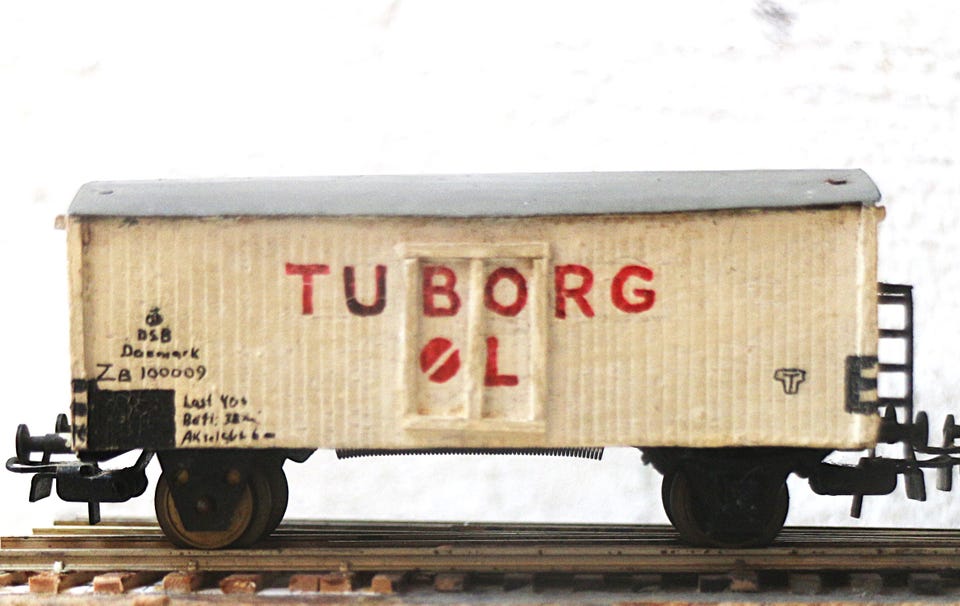 TUBORG
ØL
DSB
Danmark
ZB 100009
Last
T